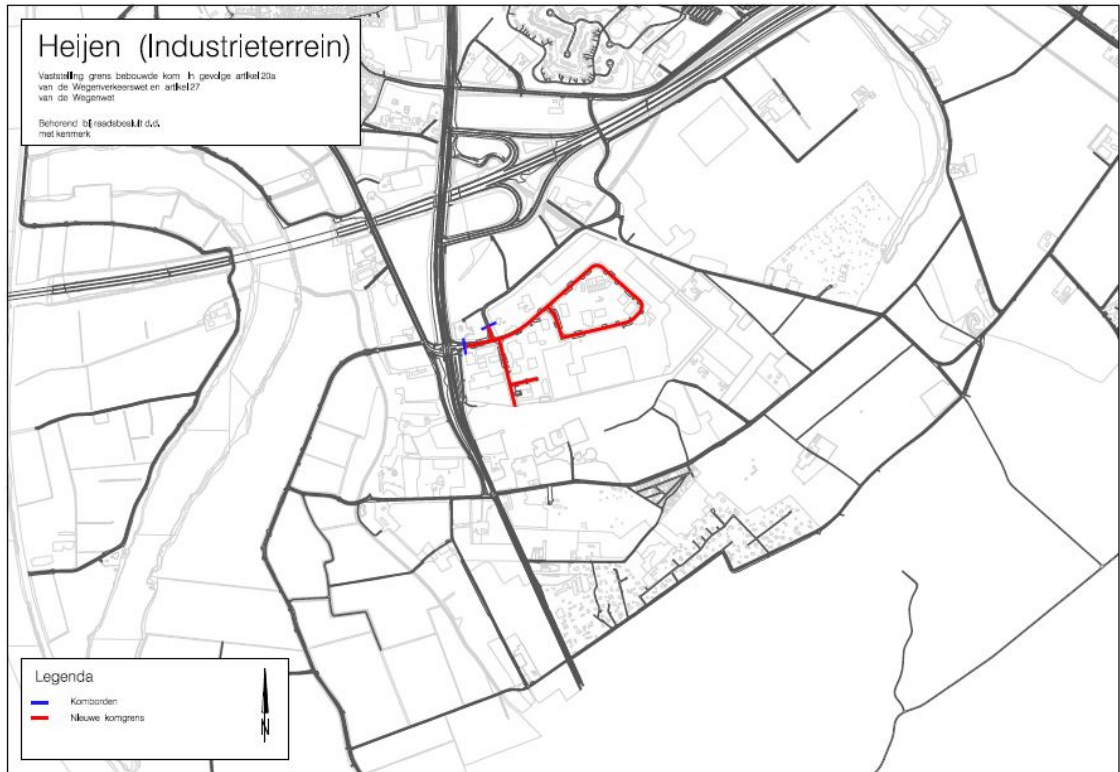 Heijen (Industrieterrein)
Vaststelling grens bebouwde kom in gevolge artikel 20a
van de Wegenverkeerswet en artikel 27
van de Wegenwet
Behorend bij raadsbesluit d.d.
met kenmerk
Legenda
Komborden
Nieuwe komgrens
N